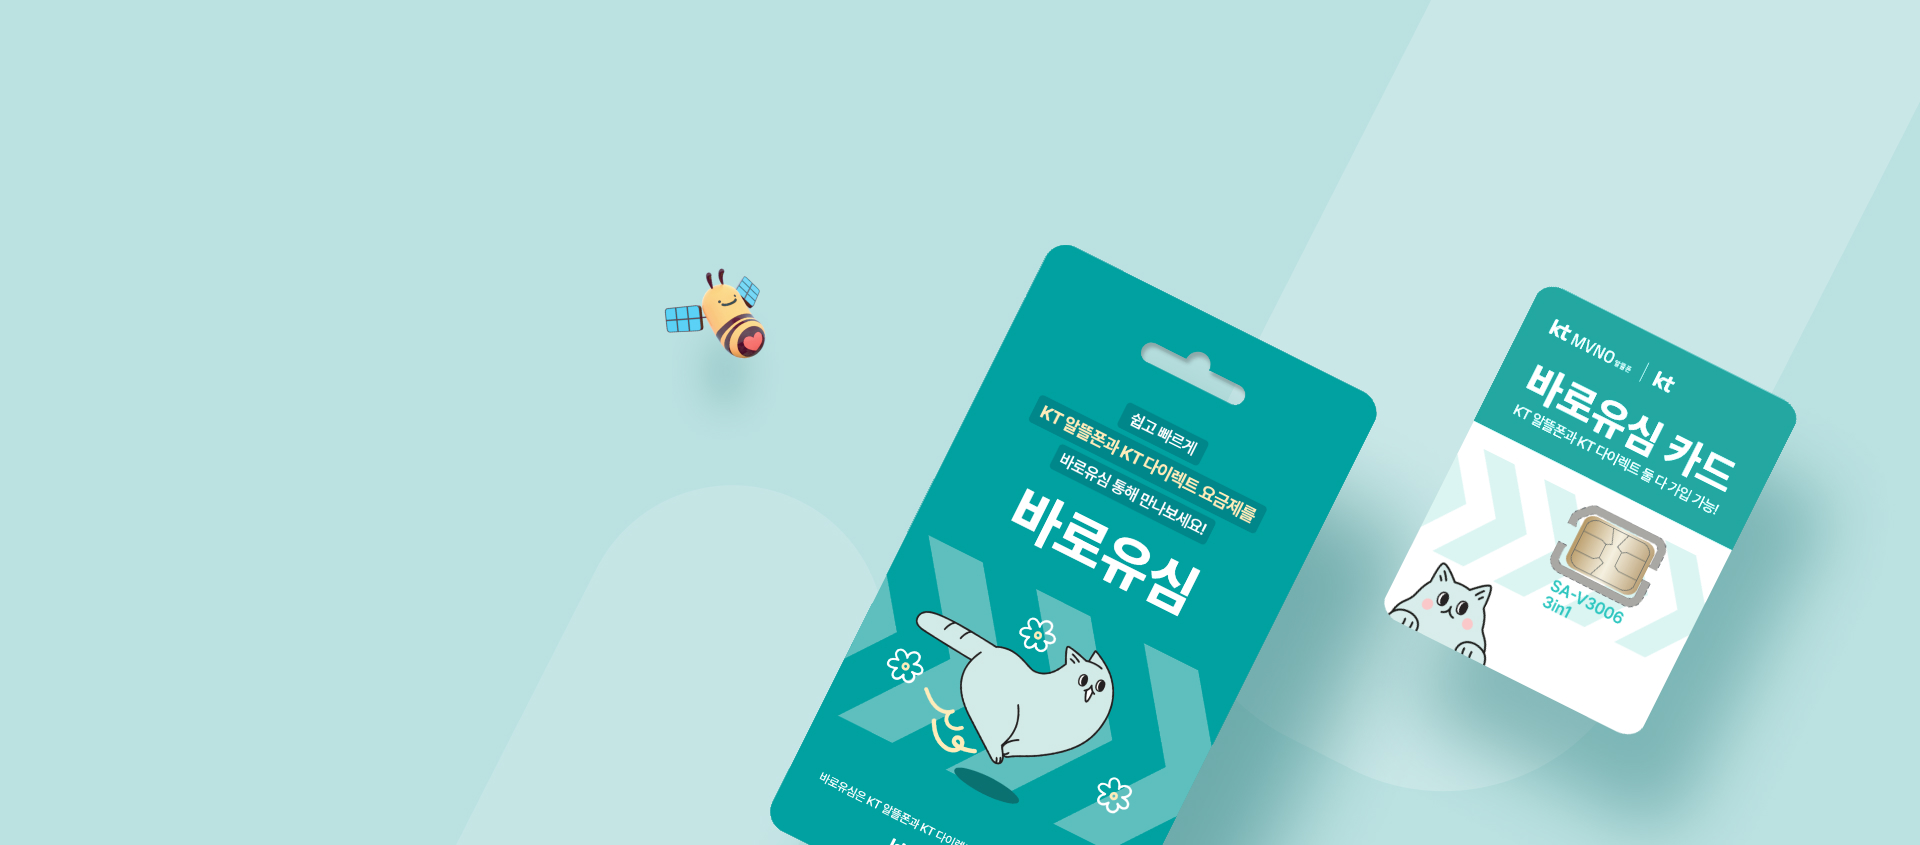 쉽고 빠르게
KT 알뜰폰과 KT 다이렉트 요금제를
바로유심 통해 만나보세요!
바로유심
바로유심은 KT 알뜰폰과 KT 다이렉
kt
kt MVNO 알뜰폰 | kt
바로유심 카드
KT 알뜰폰과 KT 다이렉트 둘 다 가입 가능!
SA-V3006
3in1